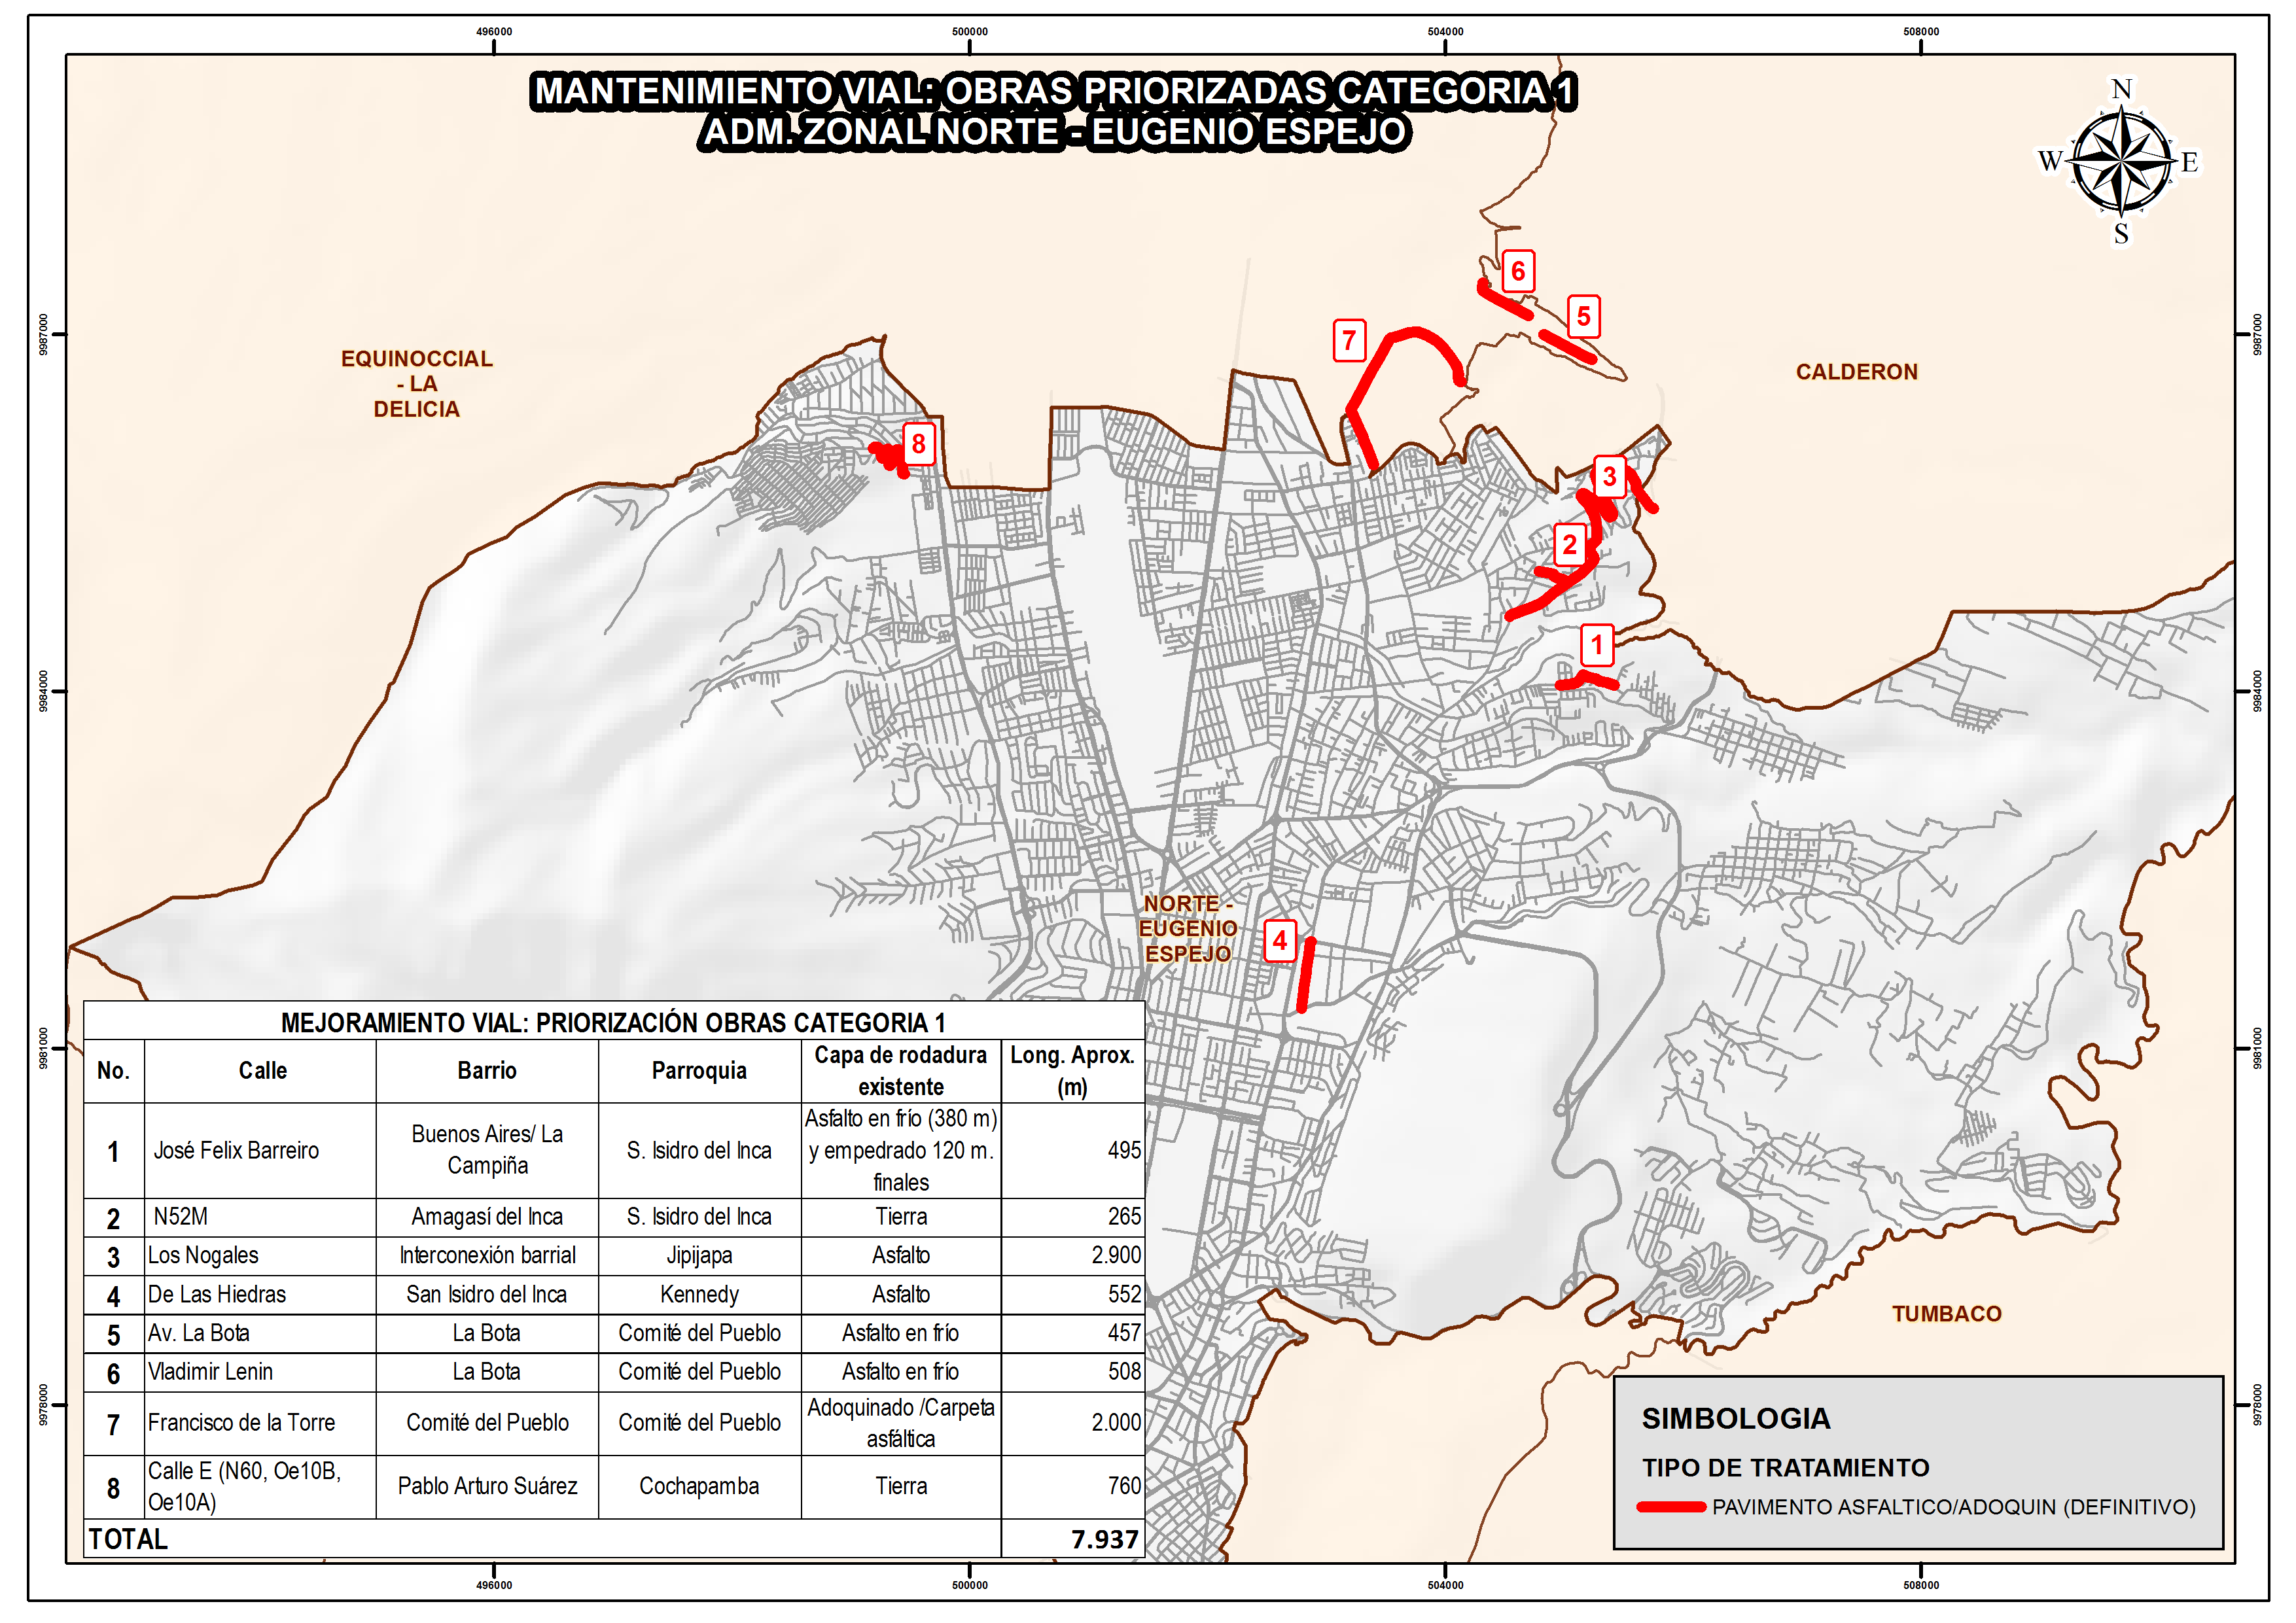 496000
500000
504000
508000
MANTENIMIENTO VIAL: OBRAS PRIORIZADAS CATEGORIA 1
ADM. ZONAL NORTE - EUGENIO ESPEJO
N
W E
S
9987000
9987000
6
5
7
EQUINOCCIAL
- LA
DELICIA
CALDERON
8
3
2
1
9984000
9984000
NORTE -
EUGENIO
ESPEJO
4
9981000
9981000
MEJORAMIENTO VIAL: PRIORIZACIÓN OBRAS CATEGORIA 1
No. Calle Barrio Parroquia Capa de rodadura existente Long. Aprox. (m)
1 José Felix Barreiro Buenos Aires/ La Campiña S. Isidro del Inca Asfalto en frío (380 m) y empedrado 120 m. finales 495
2 N52M Amagasí del Inca S. Isidro del Inca Tierra 265
3 Los Nogales Interconexión barrial Jipijapa Asfalto 2.900
4 De Las Hiedras San Isidro del Inca Kennedy Asfalto 552
5 Av. La Bota La Bota Comité del Pueblo Asfalto en frío 457
6 Vladimir Lenin La Bota Comité del Pueblo Asfalto en frío 508
7 Francisco de la Torre Comité del Pueblo Comité del Pueblo Adoquinado /Carpeta asfáltica 2.000
8 Calle E (N60, Oe10B, Oe10A) Pablo Arturo Suárez Cochapamba Tierra 760
TOTAL 7.937
TUMBACO
9978000
9978000
SIMBOLOGIA
TIPO DE TRATAMIENTO
PAVIMENTO ASFALTICO/ADOQUIN (DEFINITIVO)
496000
500000
504000
508000